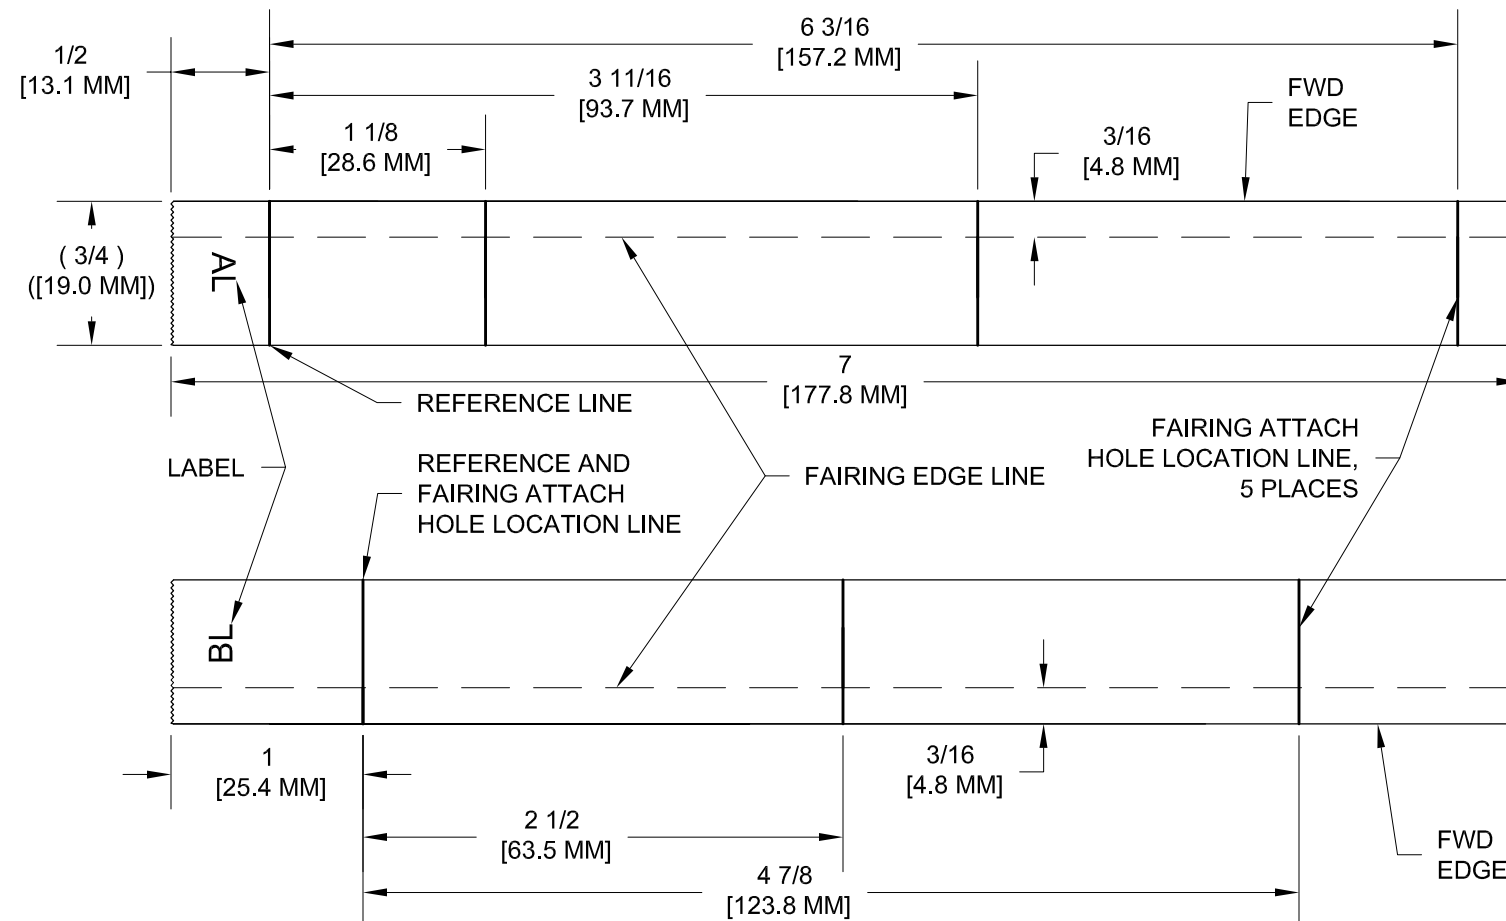 6 3/16
[157.2 MM]
1/2
[13.1 MM]
3 11/16
[93.7 MM]
FWD
EDGE
1 1/8
[28.6 MM]
3/16
[4.8 MM]
( 3/4 )
([19.0 MM])
AL
7
[177.8 MM]
REFERENCE LINE
LABEL
REFERENCE AND
FAIRING ATTACH
HOLE LOCATION LINE
FAIRING EDGE LINE
FAIRING ATTACH
HOLE LOCATION LINE,
5 PLACES
BL
1
[25.4 MM]
3/16
[4.8 MM]
2 1/2
[63.5 MM]
4 7/8
[123.8 MM]
FWD
EDGE